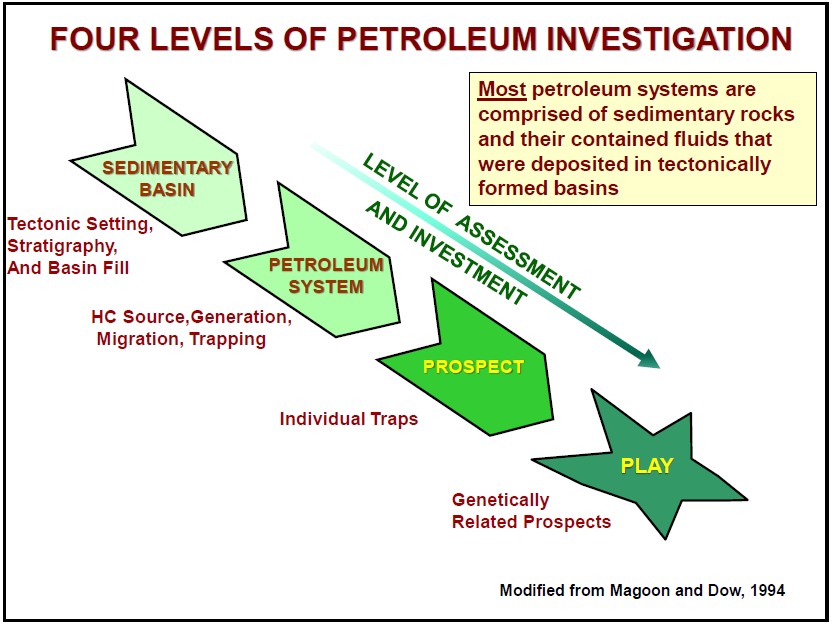 FOUR LEVELS OF PETROLEUM INVESTIGATION
Most petroleum systems are
comprised of sedimentary rocks
and their contained fluids that
were deposited in tectonically
formed basins
SEDIMENTARY
BASIN
Tectonic Setting,
Stratigraphy,
And Basin Fill
LEVEL OF ASSESSMENT
AND INVESTMENT
PETROLEUM
SYSTEM
HC Source,Generation,
Migration, Trapping
PROSPECT
Individual Traps
PLAY
Genetically
Related Prospects
Modified from Magoon and Dow, 1994